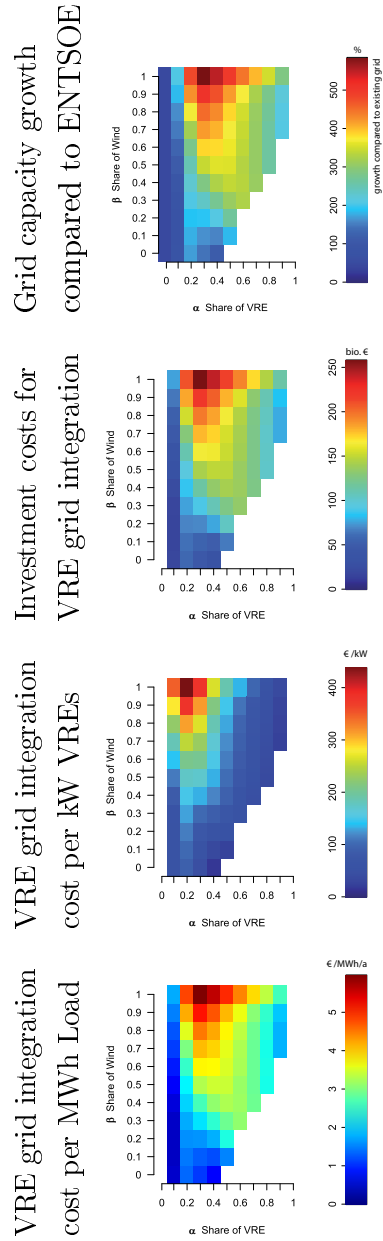 Grid capacity growth
compared to ENTSOE
β Share of Wind
1
0.9
0.8
0.7
0.6
0.5
0.4
0.3
0.2
0.1
0
0 0.2 0.4 0.6 0.8 1
α Share of VRE
%
0 100 200 300 400 500
growth compared to existing grid
Investment costs for
VRE grid integration
β Share of Wind
1
0.9
0.8
0.7
0.6
0.5
0.4
0.3
0.2
0.1
0
0 0.2 0.4 0.6 0.8 1
α Share of VRE
bio. €
0 50 100 150 200 250
VRE grid integration
cost per kW VREs
β Share of Wind
1
0.9
0.8
0.7
0.6
0.5
0.4
0.3
0.2
0.1
0
0 0.2 0.4 0.6 0.8 1
α Share of VRE
€ /kW
0 100 200 300 400
VRE grid integration
cost per MWh Load
β Share of Wind
1
0.9
0.8
0.7
0.6
0.5
0.4
0.3
0.2
0.1
0
0 0.2 0.4 0.6 0.8 1
α Share of VRE
€ /MWh/a
0 1 2 3 4 5